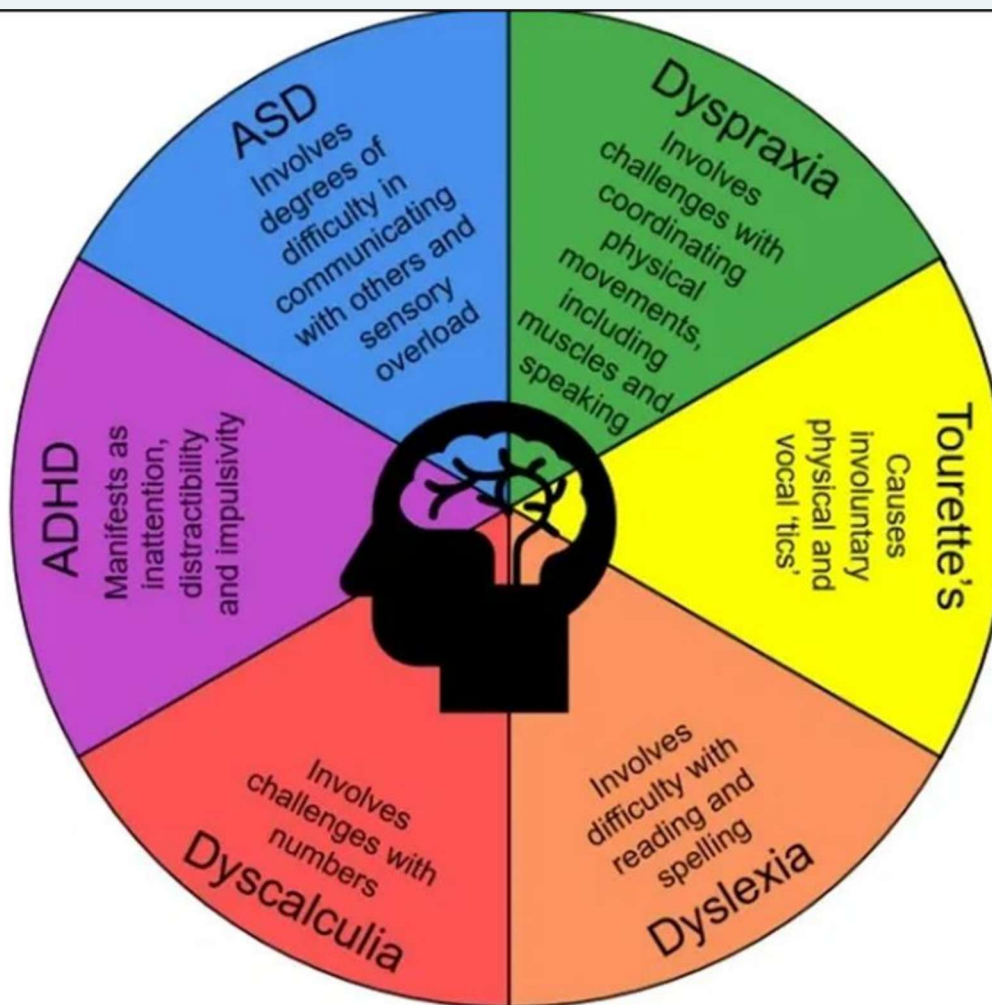 ASD
Involves
degrees of
difficulty in
communicating
with others and
sensory
overload
Dyspraxia
Involves
challenges with
coordinating
physical
movements,
including
muscles and
speaking
Tourette's
Causes
involuntary
physical and
vocal 'tics'
Involves
difficulty with
reading and
spelling
Dyslexia
Involves
challenges with
numbers
Dyscalculia
ADHD
Manifests as
inattention,
distractibility
and impulsivity